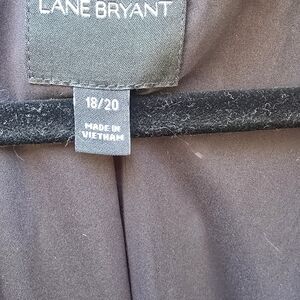 LANE BRYANT
18/20
MADE IN
VIETNAM